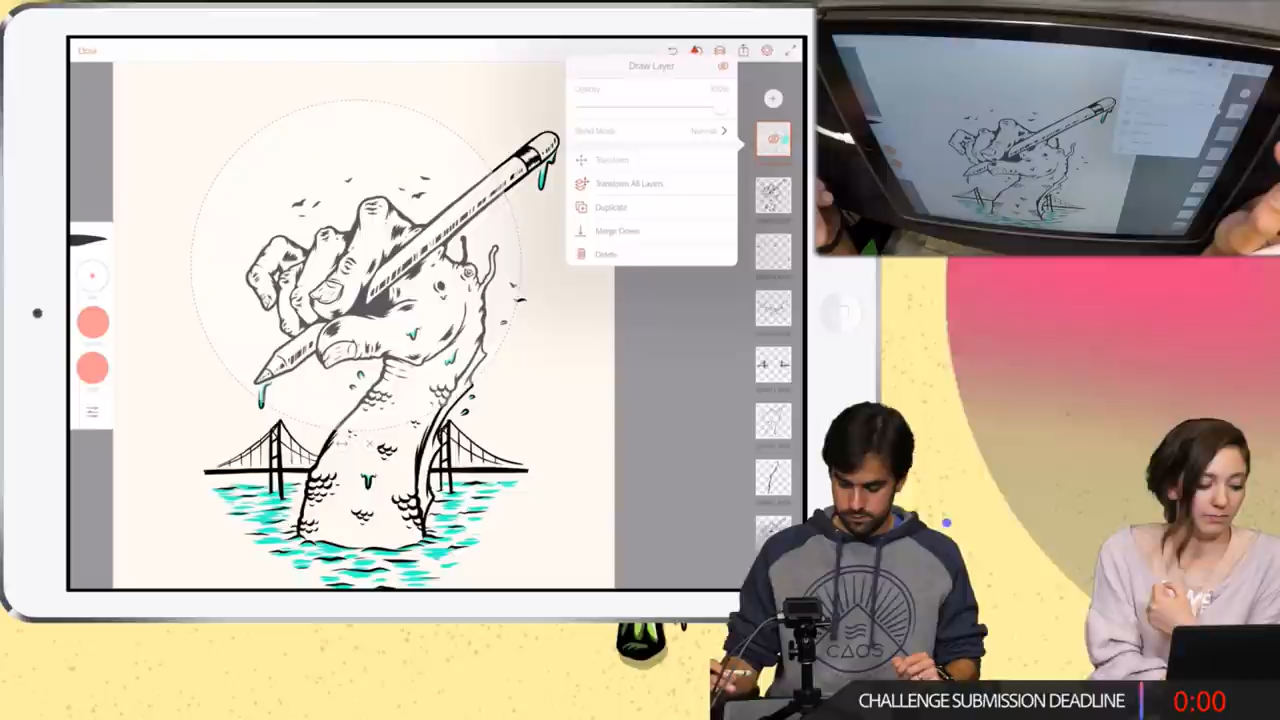 Close
Draw Layer
Opacity 100%
Blend Mode Normal
Transform
Transform All Layers
Duplicate
Merge Down
Delete
CAOS
CHALLENGE SUBMISSION DEADLINE 0:00